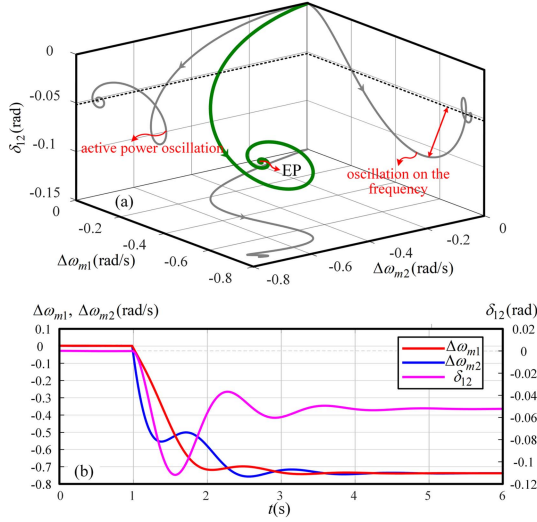 0
-0.05
-0.1
-0.15
δ12(rad)
active power oscillation
EP
oscillation on the
frequency
(a)
0
-0.2
-0.4
-0.6
-0.8
Δωm1(rad/s)
-0.8
-0.6
-0.4
-0.2
0
Δωm2(rad/s)
Δωm1, Δωm2(rad/s)
δ12(rad)
0.1
0
-0.1
-0.2
-0.3
-0.4
-0.5
-0.6
-0.7
-0.8
0.02
0
-0.02
-0.04
-0.06
-0.08
-0.1
-0.12
Δωm1
Δωm2
δ12
(b)
0
1
2
3
4
5
6
t(s)